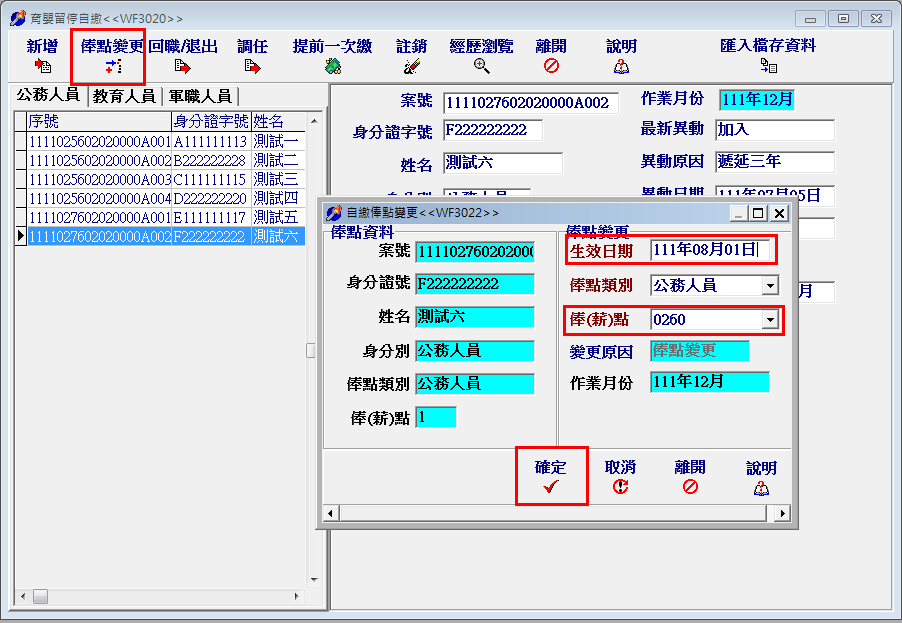 育嬰留停自繳<<WF3020>>
新增 俸點變更 回職/退出 調任 提前一次繳 註銷 經歷瀏覽 離開 說明 匯入檔存資料
公務人員 教育人員 軍職人員
序號 身分證字號 姓名
1111025602020000A001 A111111113 測試一
1111025602020000A002 B222222228 測試二
1111025602020000A003 C111111115 測試三
1111025602020000A004 D222222220 測試四
1111027602020000A001 E111111117 測試五
1111027602020000A002 F222222222 測試六
案號 1111027602020000A002 作業月份 111年12月
身分證字號 F222222222 最新異動 加入
姓名 測試六 異動原因 遞延三年
身分別 公務人員 異動日期 111年07月05日
月
自繳俸點變更<<WF3022>>
俸點資料
案號 111102760202000
身分證號 F222222222
姓名 測試六
身分別 公務人員
俸點類別 公務人員
俸(薪)點 1
俸點變更
生效日期 111年08月01日
俸點類別 公務人員
俸(薪)點 0260
變更原因 俸點變更
作業月份 111年12月
確定 取消 離開 說明